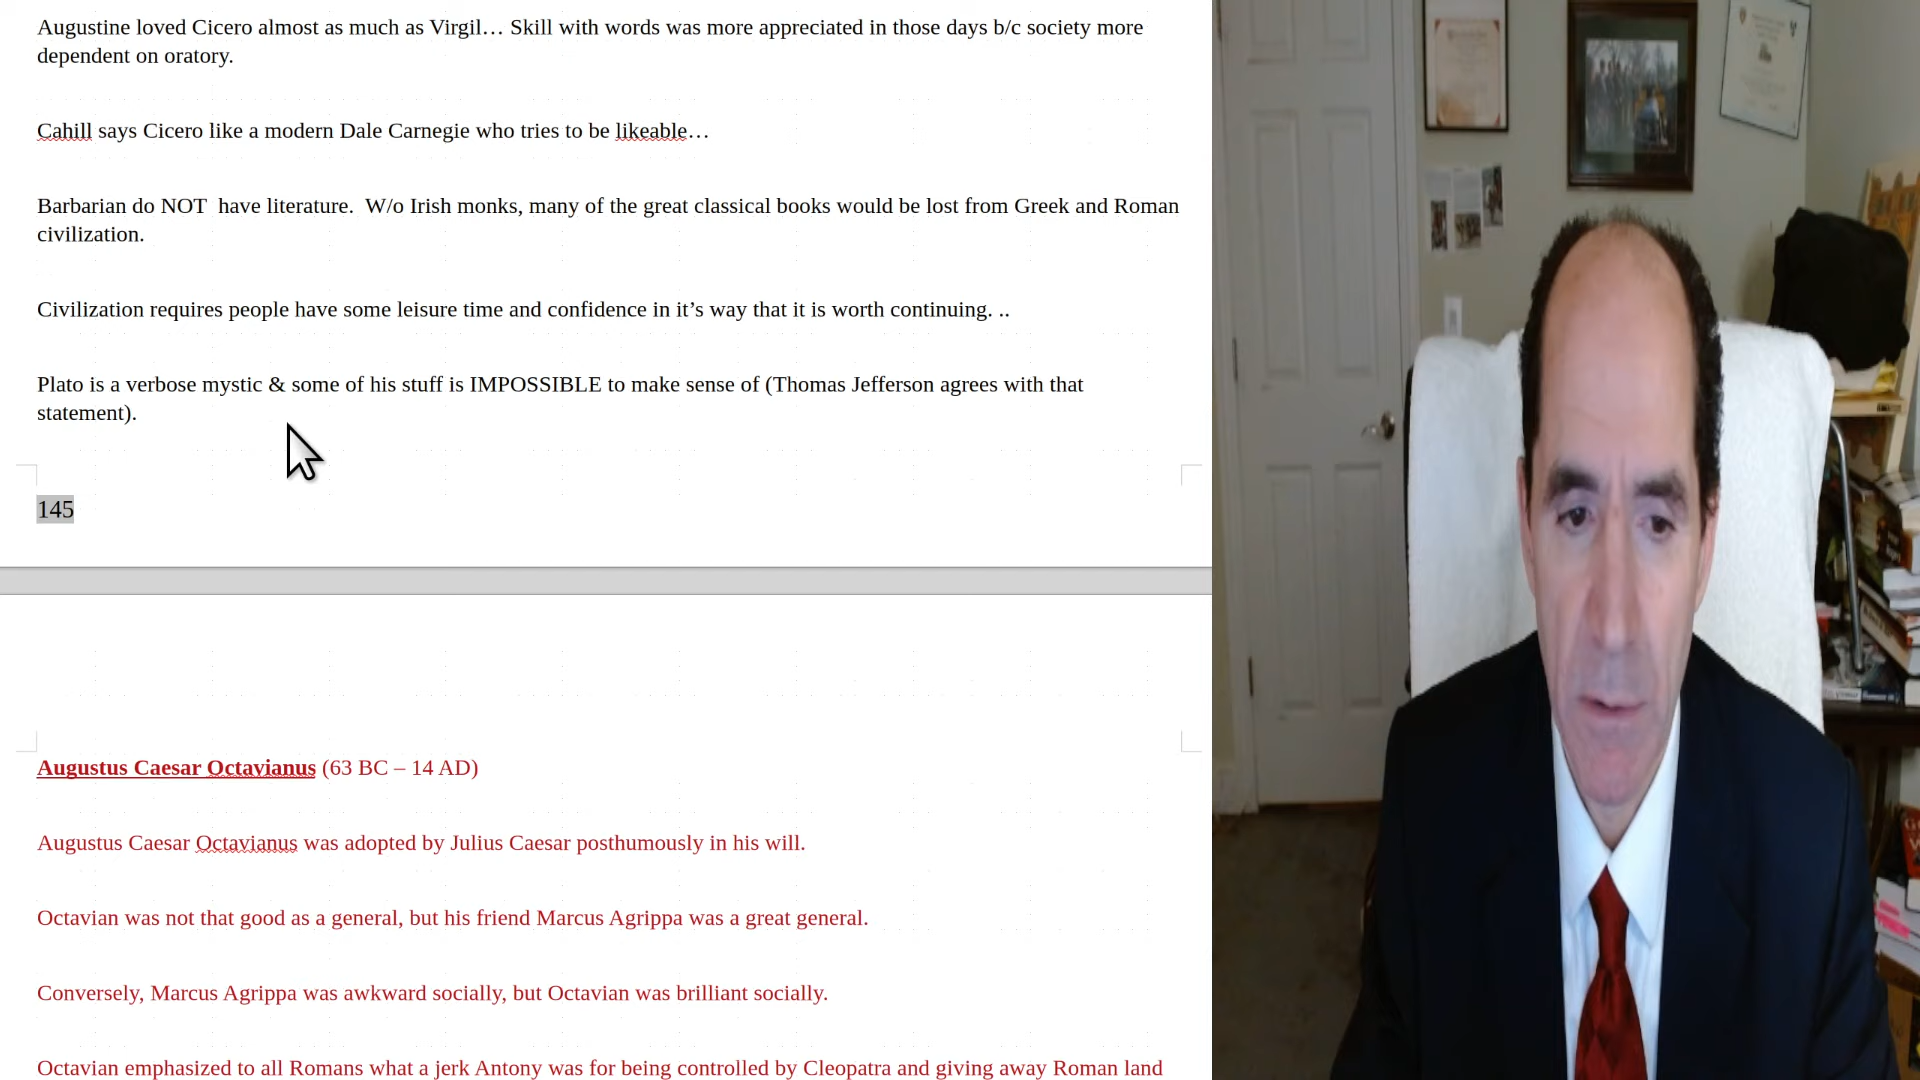 Augustine loved Cicero almost as much as Virgil… Skill with words was more appreciated in those days b/c society more
dependent on oratory.
Cahill says Cicero like a modern Dale Carnegie who tries to be likeable…
Barbarian do NOT  have literature.  W/o Irish monks, many of the great classical books would be lost from Greek and Roman
civilization.
Civilization requires people have some leisure time and confidence in it’s way that it is worth continuing. ..
Plato is a verbose mystic & some of his stuff is IMPOSSIBLE to make sense of (Thomas Jefferson agrees with that
statement).
145
Augustus Caesar Octavianus (63 BC – 14 AD)
Augustus Caesar Octavianus was adopted by Julius Caesar posthumously in his will.
Octavian was not that good as a general, but his friend Marcus Agrippa was a great general.
Conversely, Marcus Agrippa was awkward socially, but Octavian was brilliant socially.
Octavian emphasized to all Romans what a jerk Antony was for being controlled by Cleopatra and giving away Roman land